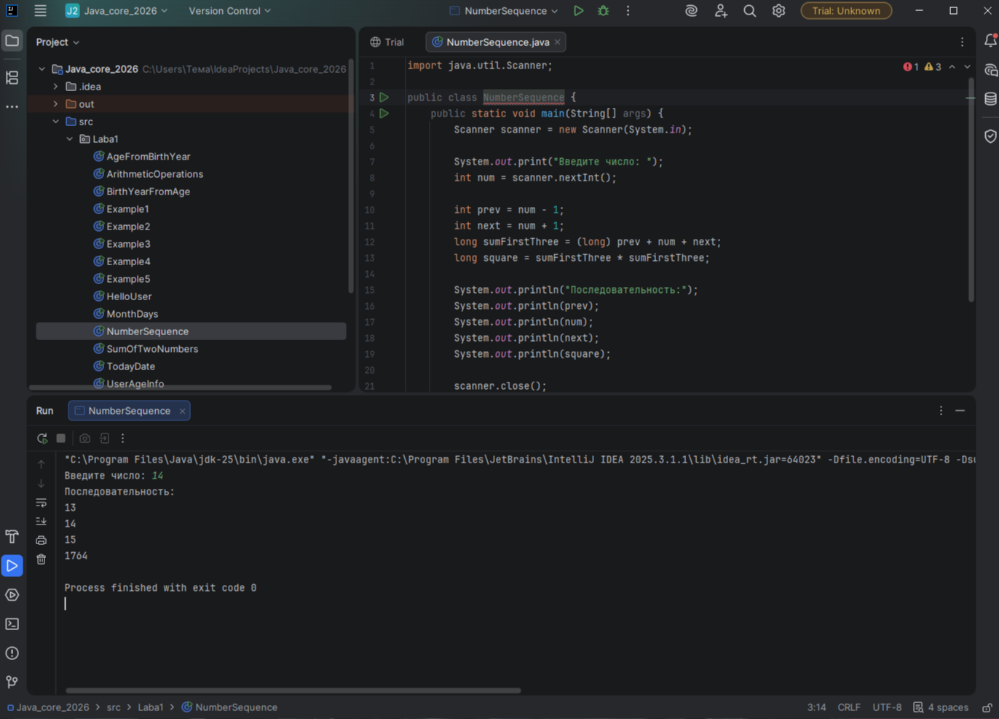 J2 Java_core_2026 Version Control NumberSequence Trial: Unknown
Project
Java_core_2026 C:\Users\Тема\IdeaProjects\Java_core_2026
.idea
out
src
Laba1
AgeFromBirthYear
ArithmeticOperations
BirthYearFromAge
Example1
Example2
Example3
Example4
Example5
HelloUser
MonthDays
NumberSequence
SumOfTwoNumbers
TodayDate
UserAgeInfo
Trial NumberSequence.java
1 3
1 import java.util.Scanner;
2
3 public class NumberSequence {
4 public static void main(String[] args) {
5 Scanner scanner = new Scanner(System.in);
6
7 System.out.print("Введите число: ");
8 int num = scanner.nextInt();
9
10 int prev = num - 1;
11 int next = num + 1;
12 long sumFirstThree = (long) prev + num + next;
13 long square = sumFirstThree * sumFirstThree;
14
15 System.out.println("Последовательность:");
16 System.out.println(prev);
17 System.out.println(num);
18 System.out.println(next);
19 System.out.println(square);
20
21 scanner.close();
Run NumberSequence
"C:\Program Files\Java\jdk-25\bin\java.exe" "-javaagent:C:\Program Files\JetBrains\IntelliJ IDEA 2025.3.1.1\lib\idea_rt.jar=64023" -Dfile.encoding=UTF-8 -Dsu
Введите число: 14
Последовательность:
13
14
15
1764
Process finished with exit code 0
Java_core_2026 > src > Laba1 > NumberSequence 3:14 CRLF UTF-8 4 spaces